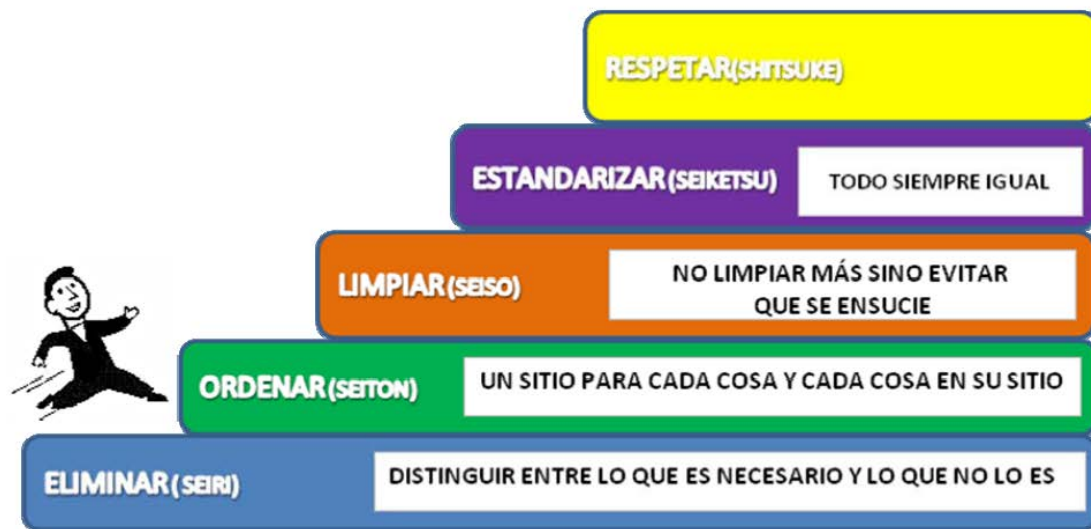 RESPETAR(SHITSUKE)
ESTANDARIZAR(SEIKETSU) TODO SIEMPRE IGUAL
LIMPIAR(SEISO) NO LIMPIAR MÁS SINO EVITAR
QUE SE ENSUCIE
ORDENAR(SEITON) UN SITIO PARA CADA COSA Y CADA COSA EN SU SITIO
ELIMINAR(SEIRI) DISTINGUIR ENTRE LO QUE ES NECESARIO Y LO QUE NO LO ES